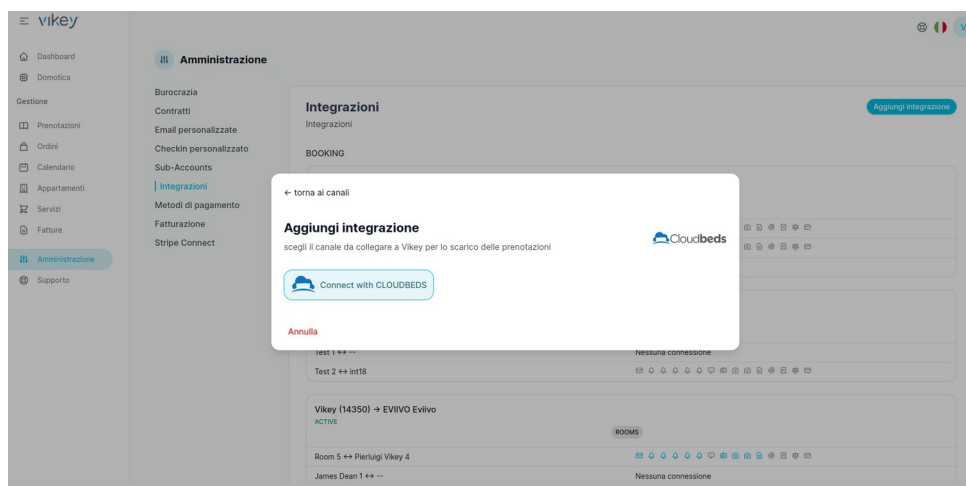 vikey
V
Dashboard
Domotica
Gestione
Prenotazioni
Ordini
Calendario
Appartamenti
Servizi
Fatture
Amministrazione
Supporto
Amministrazione
Burocrazia
Contratti
Email personalizzate
Checkin personalizzato
Sub-Accounts
Integrazioni
Metodi di pagamento
Fatturazione
Stripe Connect
Integrazioni
Aggiungi integrazione
Integrazioni
BOOKING
← torna ai canali
Aggiungi integrazione
scegli il canale da collegare a Vikey per lo scarico delle prenotazioni
Cloudbeds
Connect with CLOUDBEDS
Annulla
Test 1 ↔ --
Nessuna connessione
Test 2 ↔ int18
Vikey (14350) → EVIIVO Eviivo
ACTIVE
ROOMS
Room 5 ↔ Pierluigi Vikey 4
James Dean 1 ↔ --
Nessuna connessione